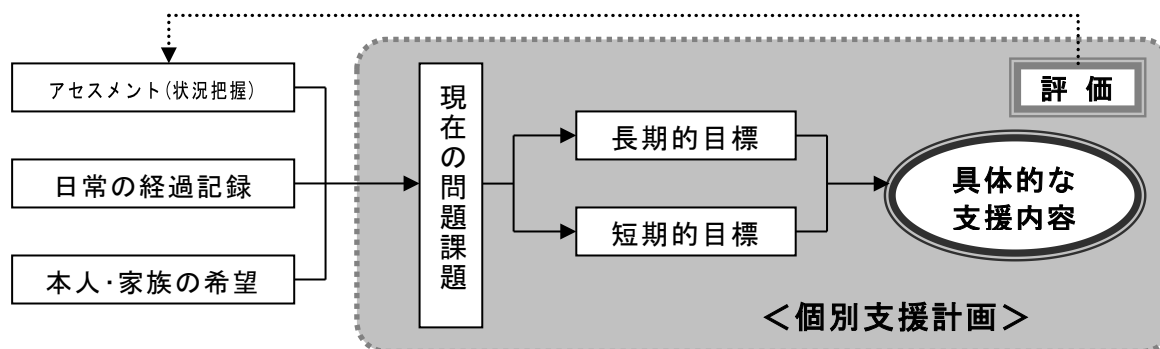 アセスメント(状況把握)
日常の経過記録
本人･家族の希望
現在の問題課題
長期的目標
短期的目標
評 価
具体的な
支援内容
＜個別支援計画＞